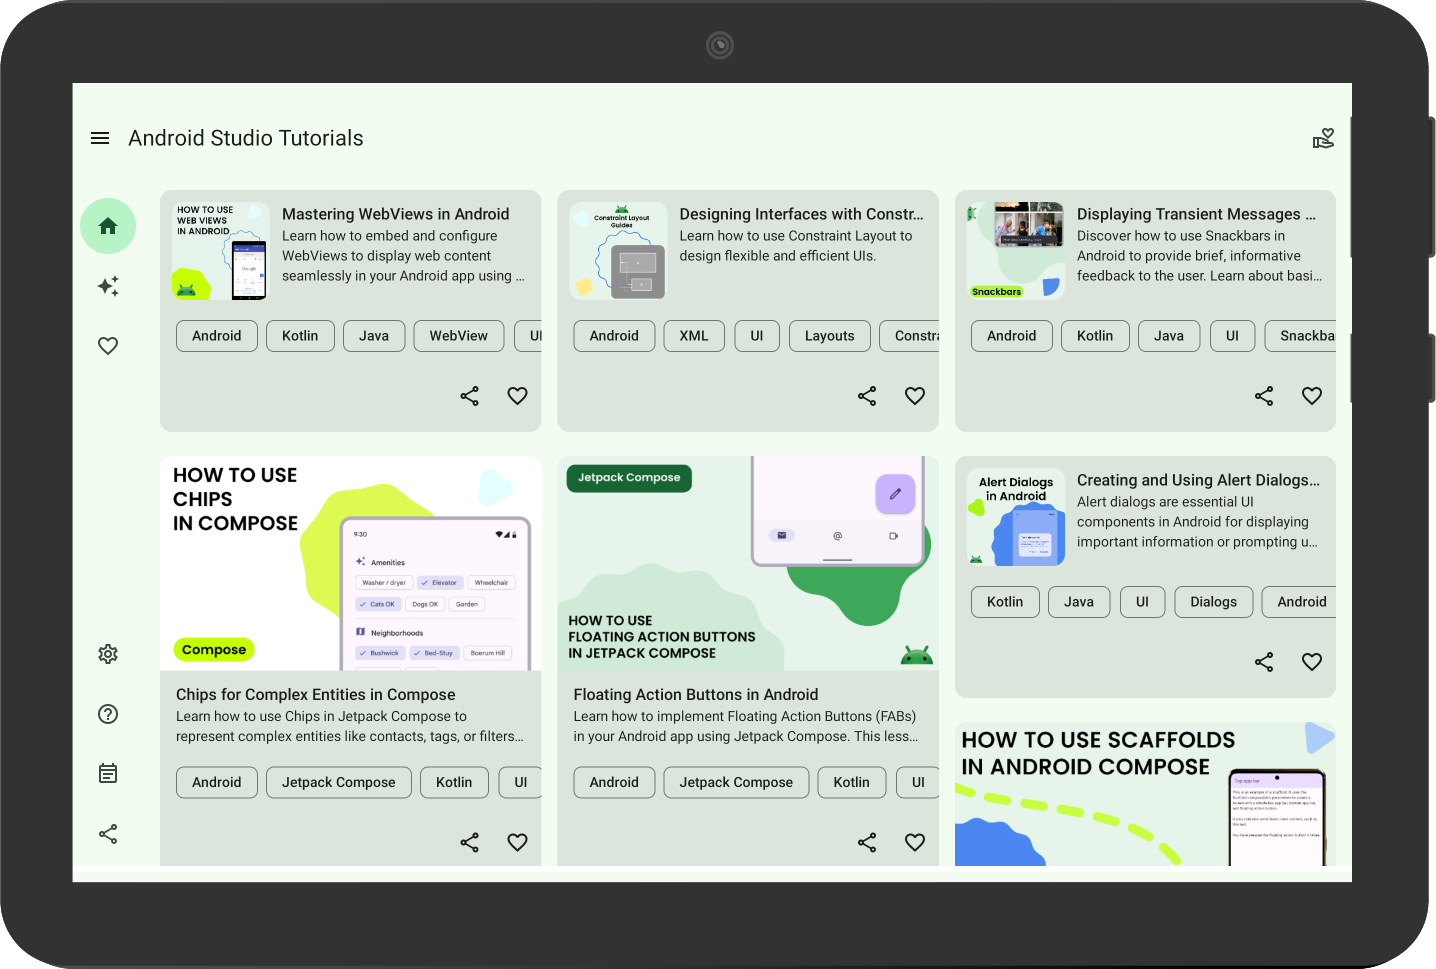 Android Studio Tutorials
HOW TO USE
WEB VIEWS
IN ANDROID
Google
Mastering WebViews in Android
Learn how to embed and configure
WebViews to display web content
seamlessly in your Android app using ...
Android
Kotlin
Java
WebView
UI
Constraint Layout
Guides
Designing Interfaces with Constr...
Learn how to use Constraint Layout to
design flexible and efficient UIs.
Android
XML
UI
Layouts
Constra
Snackbars
Displaying Transient Messages ...
Discover how to use Snackbars in
Android to provide brief, informative
feedback to the user. Learn about basi...
Android
Kotlin
Java
UI
Snackba
HOW TO USE
CHIPS
IN COMPOSE
Compose
9:30
Amenities
Washer / dryer
Elevator
Wheelchair
Cats OK
Dogs OK
Garden
Neighborhoods
Bushwick
Bed-Stuy
Boerum Hill
Chips for Complex Entities in Compose
Learn how to use Chips in Jetpack Compose to
represent complex entities like contacts, tags, or filters...
Android
Jetpack Compose
Kotlin
UI
Jetpack Compose
HOW TO USE
FLOATING ACTION BUTTONS
IN JETPACK COMPOSE
Floating Action Buttons in Android
Learn how to implement Floating Action Buttons (FABs)
in your Android app using Jetpack Compose. This less...
Android
Jetpack Compose
Kotlin
UI
Alert Dialogs
in Android
Creating and Using Alert Dialogs...
Alert dialogs are essential UI
components in Android for displaying
important information or prompting u...
Kotlin
Java
UI
Dialogs
Android
HOW TO USE SCAFFOLDS
IN ANDROID COMPOSE
Top app bar